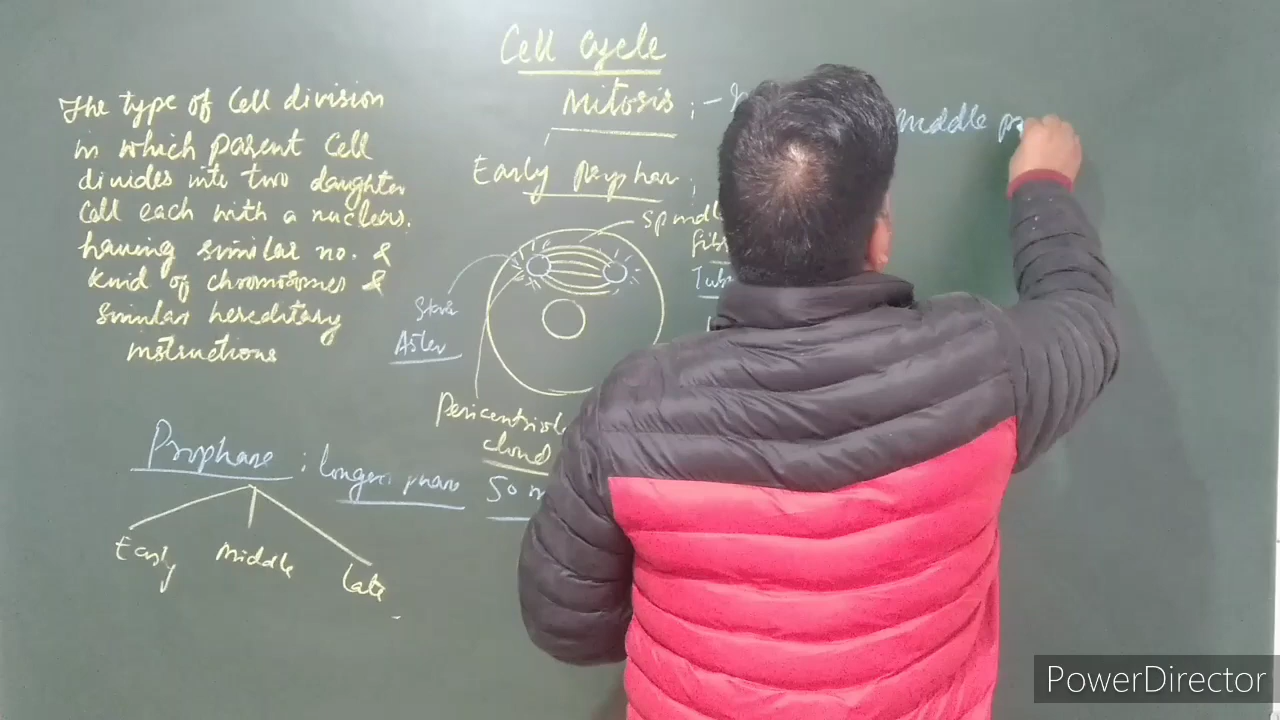 Cell Cycle
Mitosis ; -
The type of Cell division
in which parent Cell
divides into two daughter
Cell each with a nucleus.
having similar no. &
kind of chromosomes &
similar hereditary
instructions
Early Prophase ;
Spindle
Aster
Pericentriolar
cloud
Prophase : longest phase 50 m
Early Middle Late
Middle p
PowerDirector